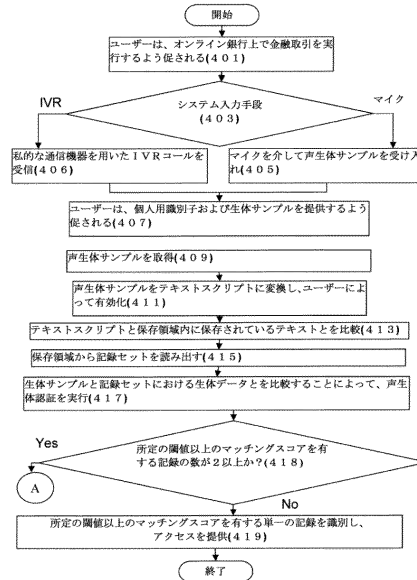 開始
ユーザーは、オンライン銀行上で金融取引を実
行するよう促される(401)
IVR
システム入力手段
(403)
マイク
私的な通信機器を用いたIVRコールを
受信(406)
マイクを介して声生体サンプルを受け入
れ(405)
ユーザーは、個人用識別子および生体サンプルを提供するよう
促される(407)
声生体サンプルを取得(409)
声生体サンプルをテキストスクリプトに変換し、ユーザーによ
って有効化(411)
テキストスクリプトと保存領域内に保存されているテキストとを比較(413)
保存領域から記録セットを読み出す(415)
生体サンプルと記録セットにおける生体データとを比較することによって、声生
体認証を実行(417)
Yes
所定の閾値以上のマッチングスコアを有
する記録の数が2以上か?(418)
A
No
所定の閾値以上のマッチングスコアを有する単一の記録を識別し、
アクセスを提供(419)
終了